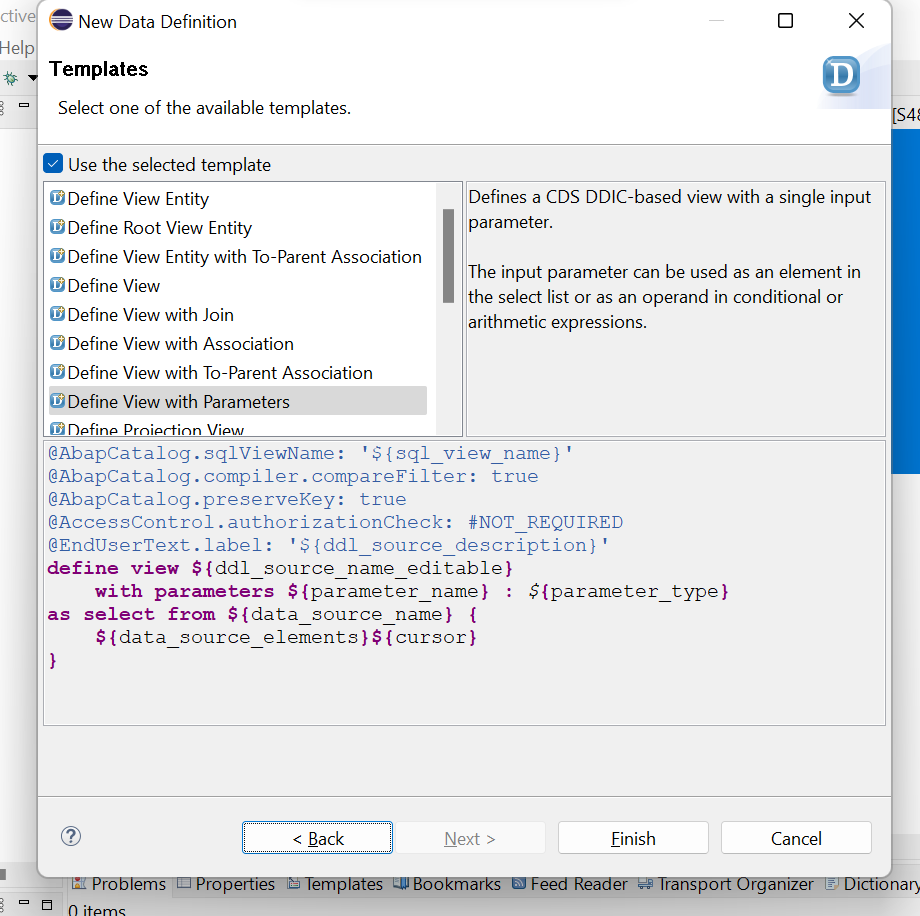 ctive
New Data Definition
Help
Templates
D
Select one of the available templates.
[S48
Use the selected template
Define View Entity
Define Root View Entity
Define View Entity with To-Parent Association
Define View
Define View with Join
Define View with Association
Define View with To-Parent Association
Define View with Parameters
Define Projection View
Defines a CDS DDIC-based view with a single input
parameter.
The input parameter can be used as an element in
the select list or as an operand in conditional or
arithmetic expressions.
@AbapCatalog.sqlViewName: '${sql_view_name}'
@AbapCatalog.compiler.compareFilter: true
@AbapCatalog.preserveKey: true
@AccessControl.authorizationCheck: #NOT_REQUIRED
@EndUserText.label: '${ddl_source_description}'
define view ${ddl_source_name_editable}
with parameters ${parameter_name} : ${parameter_type}
as select from ${data_source_name} {
${data_source_elements}${cursor}
}
?
< Back
Next >
Finish
Cancel
Problems
Properties
Templates
Bookmarks
Feed Reader
Transport Organizer
Dictionary
0 items